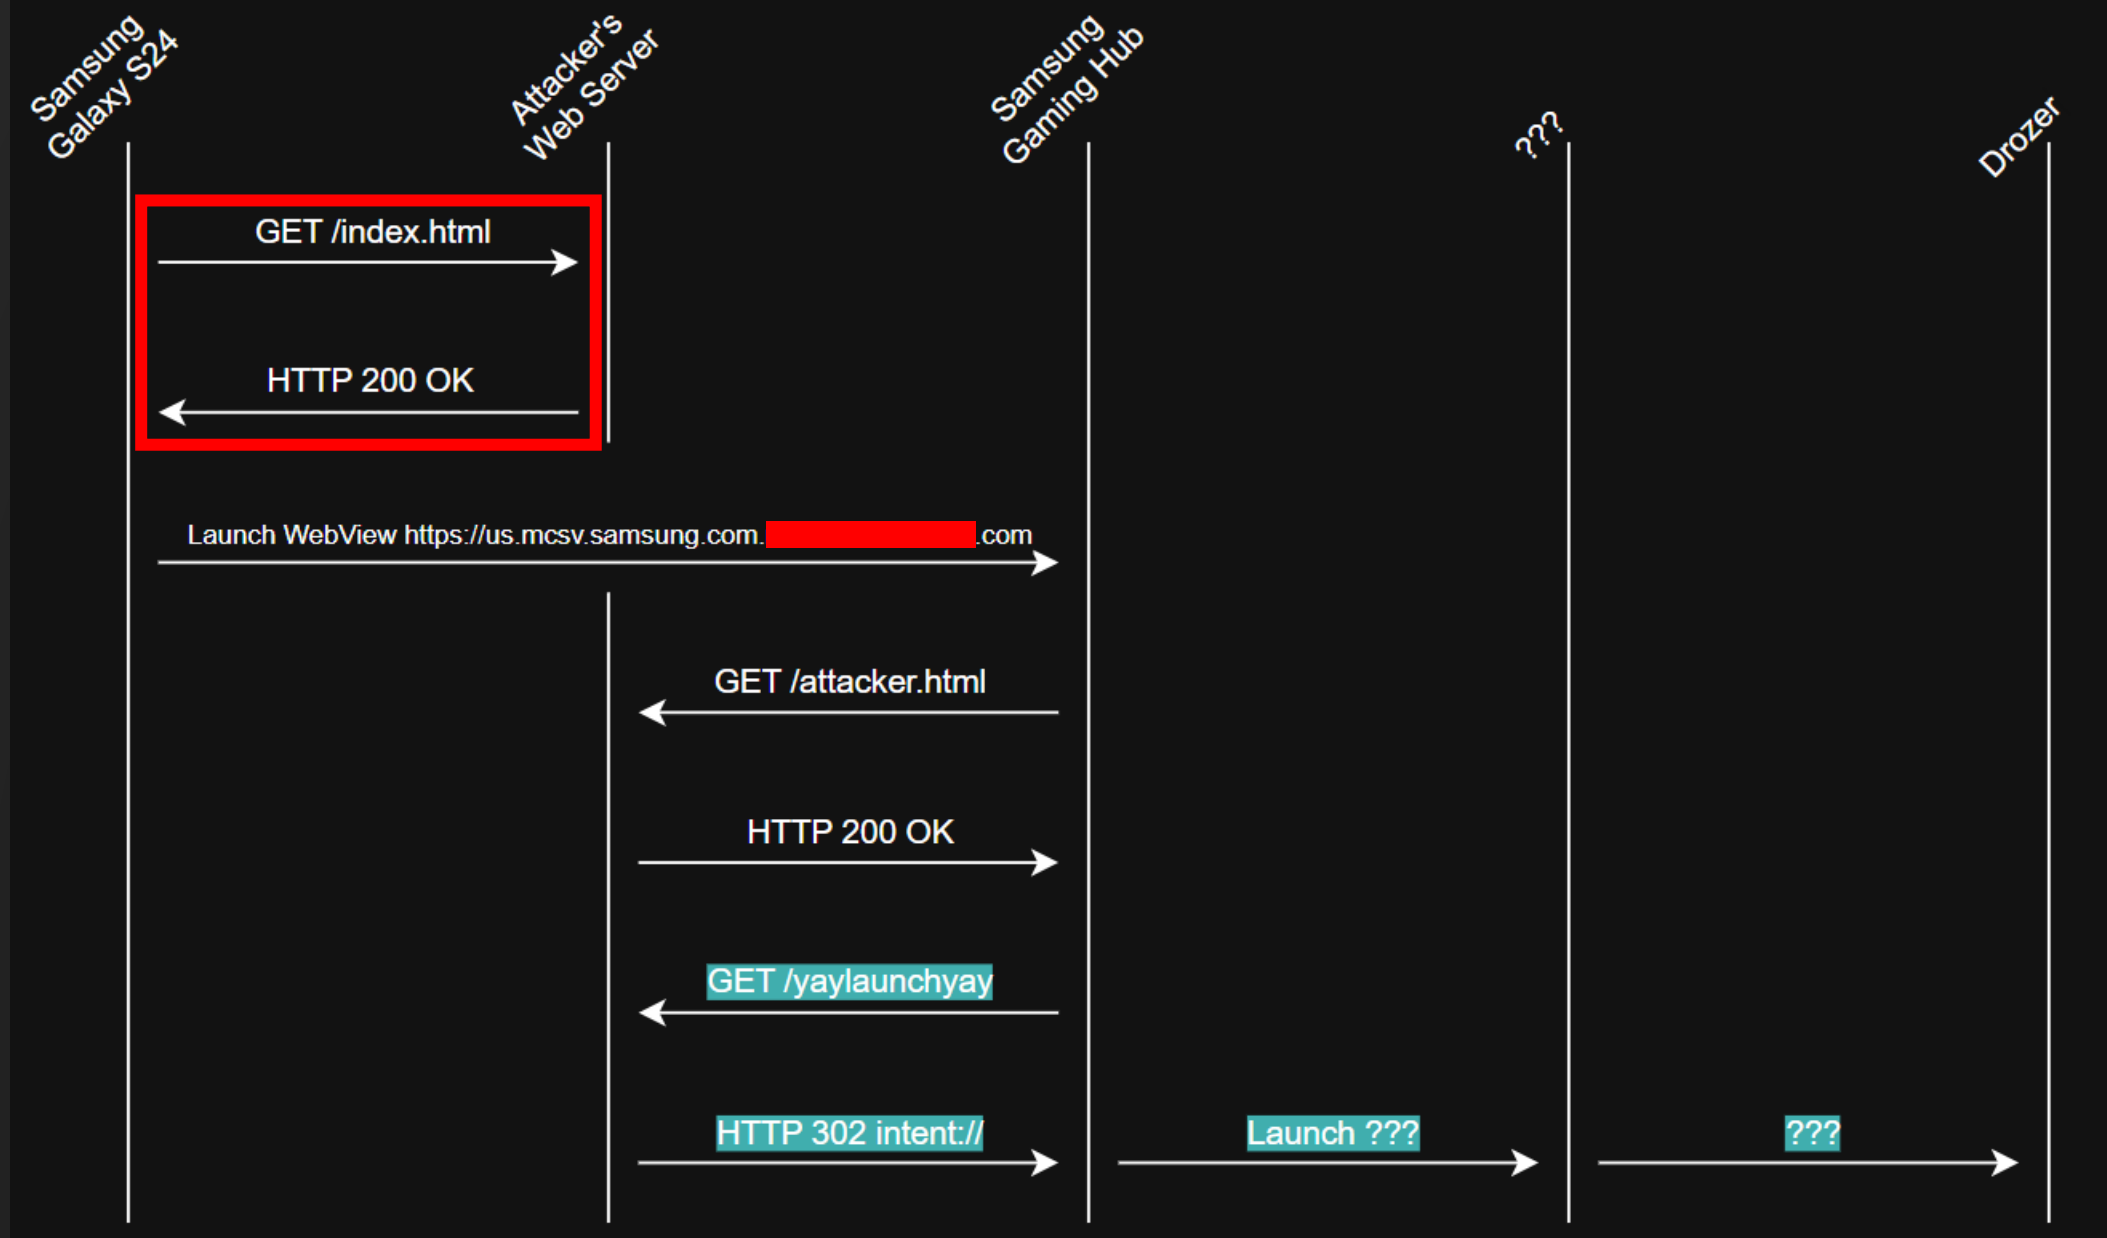 Samsung
Galaxy S24
Attacker's
Web Server
Samsung
Gaming Hub
???
Drozer
GET /index.html
HTTP 200 OK
Launch WebView https://us.mcsv.samsung.com. .com
GET /attacker.html
HTTP 200 OK
GET /yaylaunchyay
HTTP 302 intent://
Launch ???
???